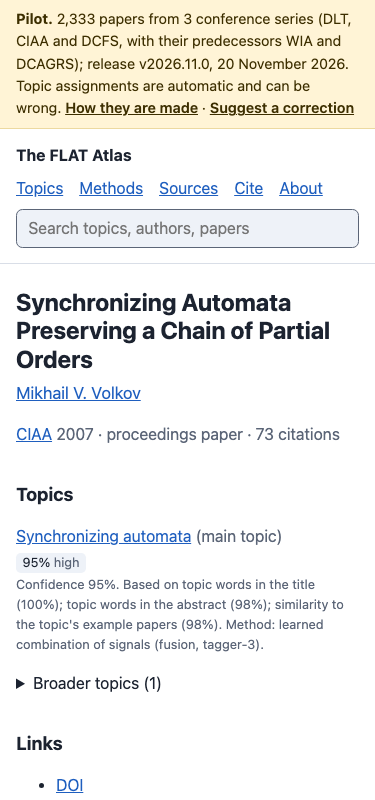 Pilot. 2,333 papers from 3 conference series (DLT,
CIAA and DCFS, with their predecessors WIA and
DCAGRS); release v2026.11.0, 20 November 2026.
Topic assignments are automatic and can be
wrong. How they are made · Suggest a correction
The FLAT Atlas
Topics Methods Sources Cite About
Search topics, authors, papers
Synchronizing Automata
Preserving a Chain of Partial
Orders
Mikhail V. Volkov
CIAA 2007 · proceedings paper · 73 citations
Topics
Synchronizing automata (main topic)
95% high
Confidence 95%. Based on topic words in the title
(100%); topic words in the abstract (98%); similarity to
the topic's example papers (98%). Method: learned
combination of signals (fusion, tagger-3).
Broader topics (1)
Links
DOI